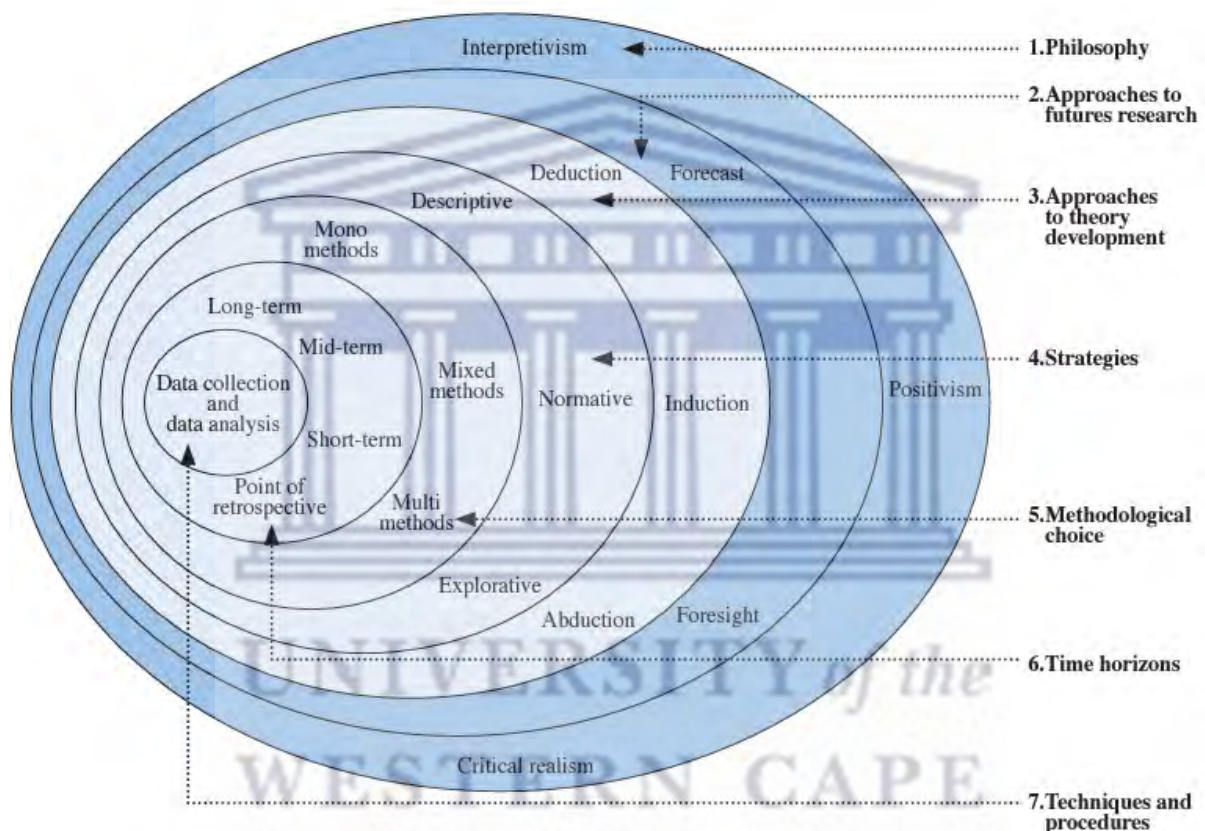 Interpretivism
1.Philosophy
2.Approaches to
futures research
Deduction
Forecast
3.Approaches
to theory
development
Descriptive
Mono
methods
Long-term
Mid-term
4.Strategies
Mixed
methods
Normative
Induction
Positivism
Data collection
and
data analysis
Short-term
Point of
retrospective
Multi
methods
5.Methodological
choice
Explorative
Abduction
Foresight
6.Time horizons
UNIVERSITY of the
WESTERN CAPE
Critical realism
7.Techniques and
procedures